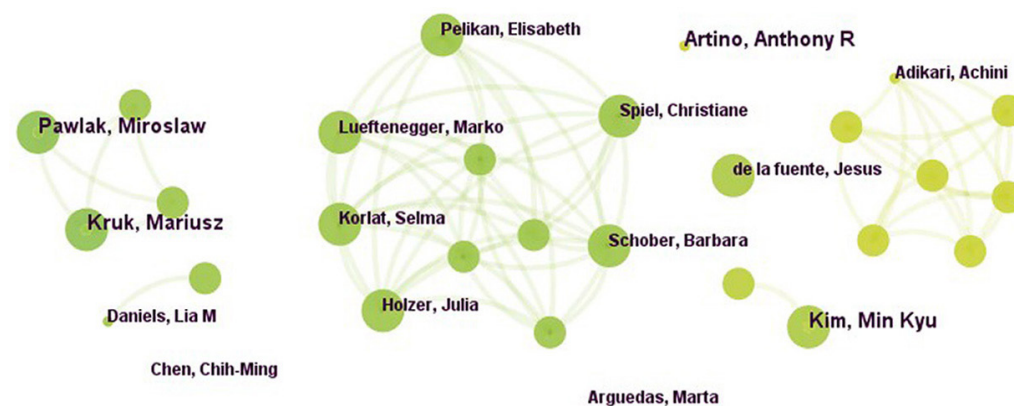 Pelikan, Elisabeth
Artino, Anthony R
Adikari, Achini
Pawlak, Miroslaw
Lueftenegger, Marko
Spiel, Christiane
de la fuente, Jesus
Kruk, Mariusz
Korlat, Selma
Schober, Barbara
Daniels, Lia M
Holzer, Julia
Kim, Min Kyu
Chen, Chih-Ming
Arguedas, Marta